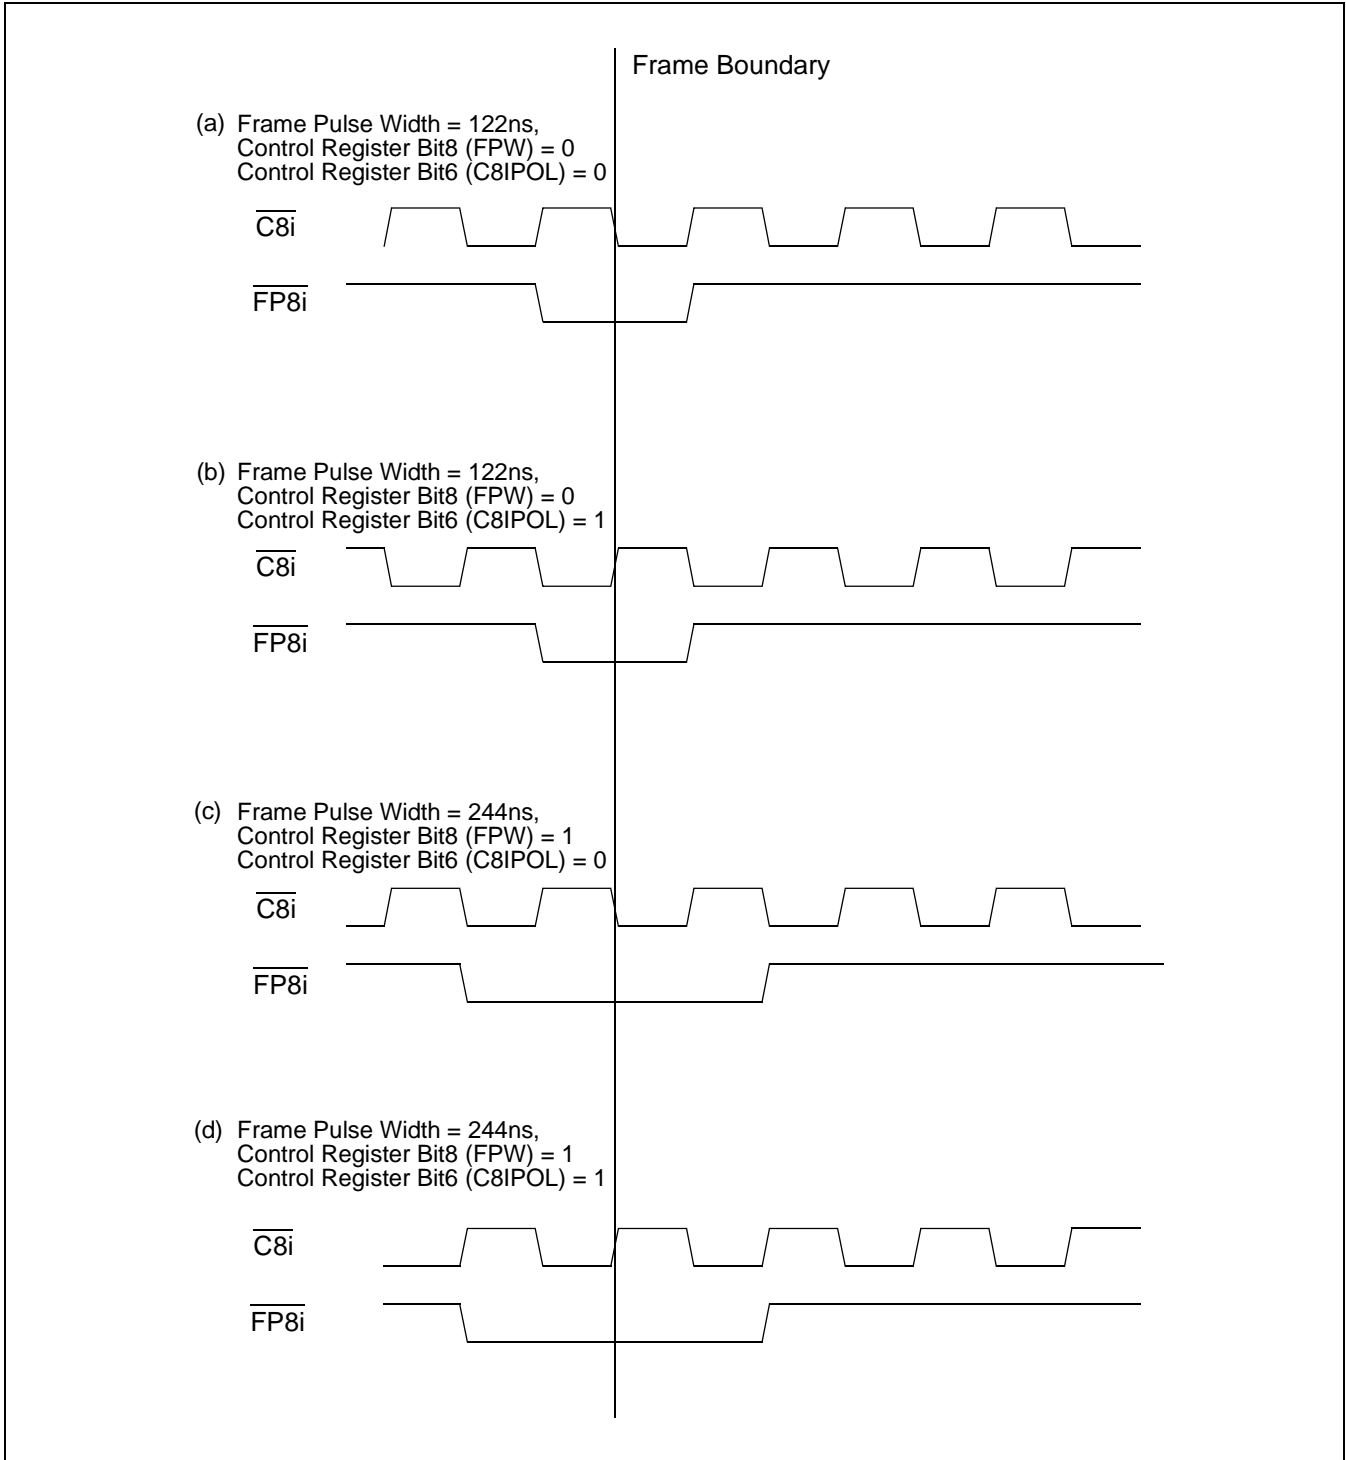 Frame Boundary
(a) Frame Pulse Width = 122ns,
Control Register Bit8 (FPW) = 0
Control Register Bit6 (C8IPOL) = 0
C8i
FP8i
(b) Frame Pulse Width = 122ns,
Control Register Bit8 (FPW) = 0
Control Register Bit6 (C8IPOL) = 1
C8i
FP8i
(c) Frame Pulse Width = 244ns,
Control Register Bit8 (FPW) = 1
Control Register Bit6 (C8IPOL) = 0
C8i
FP8i
(d) Frame Pulse Width = 244ns,
Control Register Bit8 (FPW) = 1
Control Register Bit6 (C8IPOL) = 1
C8i
FP8i